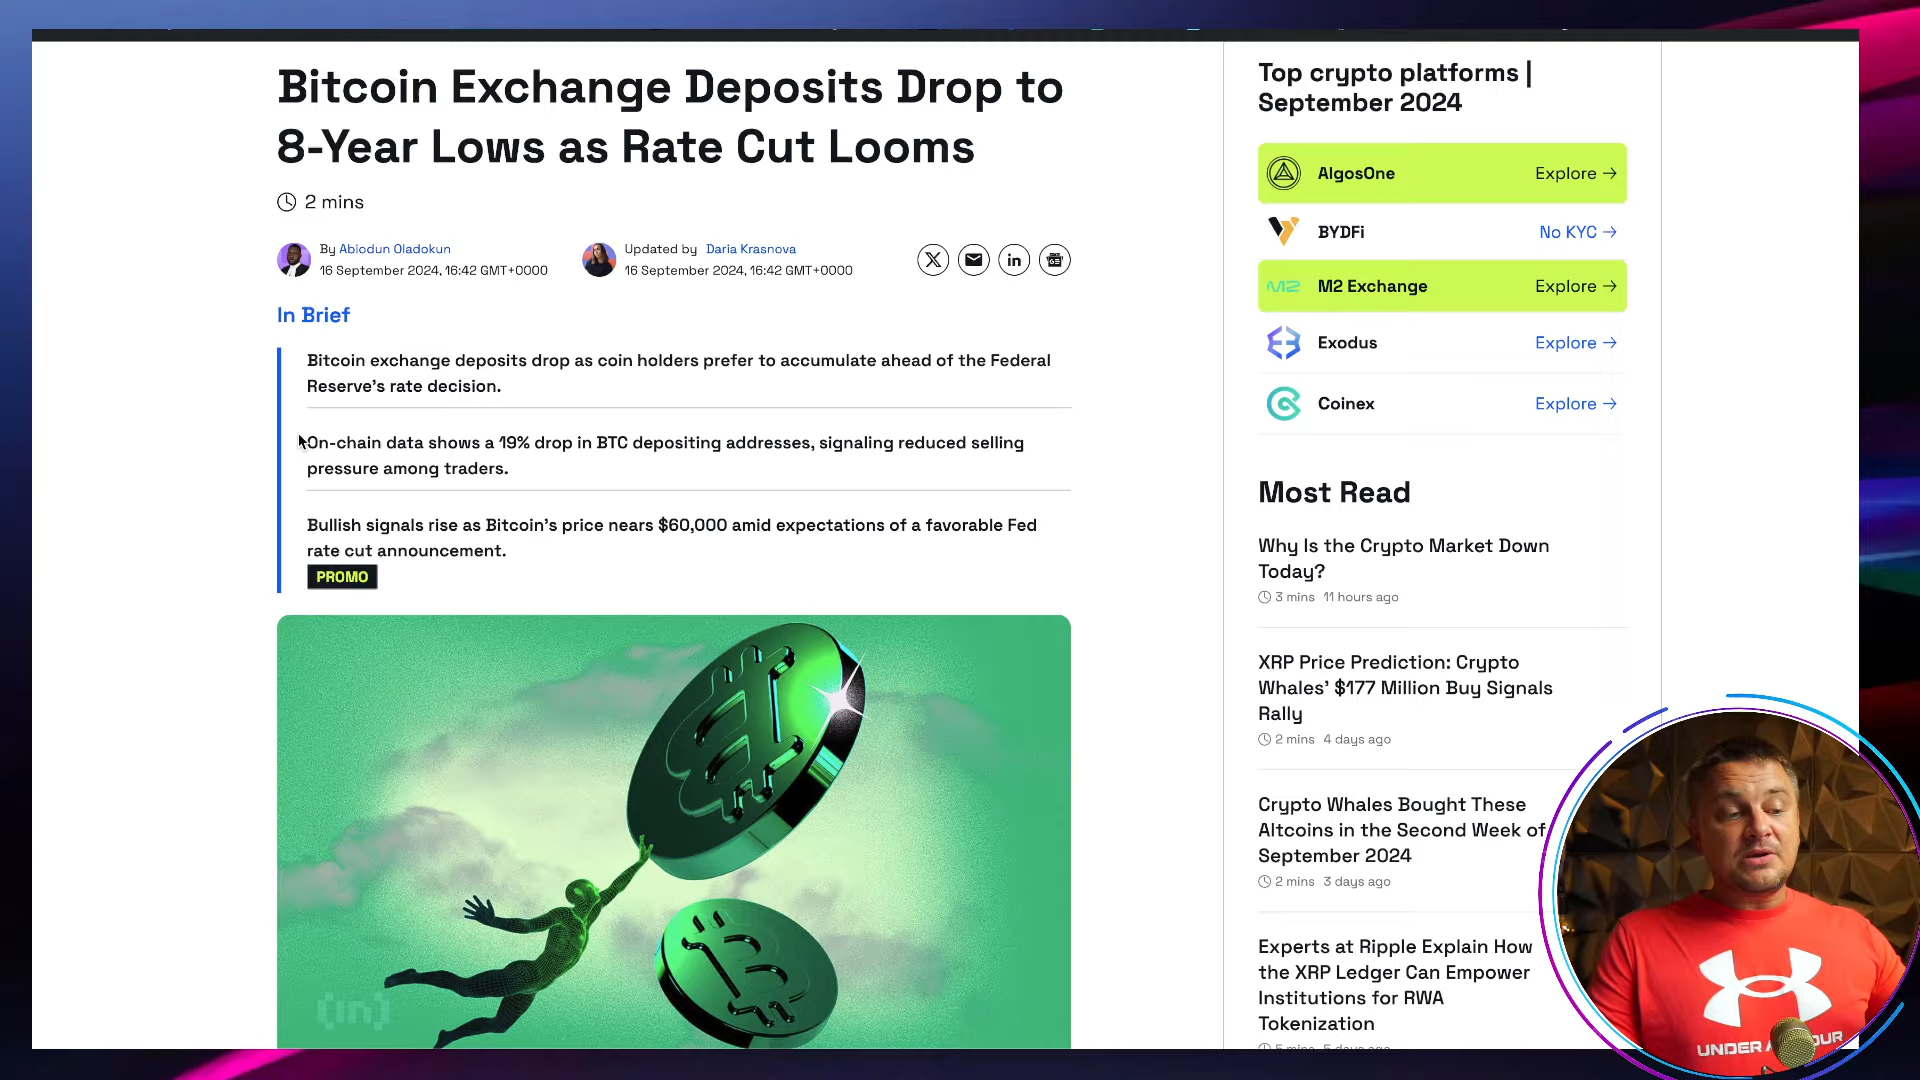 Bitcoin Exchange Deposits Drop to
8-Year Lows as Rate Cut Looms
2 mins
By Abiodun Oladokun
16 September 2024, 16:42 GMT+0000
Updated by Daria Krasnova
16 September 2024, 16:42 GMT+0000
In Brief
Bitcoin exchange deposits drop as coin holders prefer to accumulate ahead of the Federal
Reserve's rate decision.
On-chain data shows a 19% drop in BTC depositing addresses, signaling reduced selling
pressure among traders.
Bullish signals rise as Bitcoin's price nears $60,000 amid expectations of a favorable Fed
rate cut announcement.
PROMO
(in)
Top crypto platforms |
September 2024
AlgosOne Explore →
BYDFi No KYC →
M2 M2 Exchange Explore →
Exodus Explore →
Coinex Explore →
Most Read
Why Is the Crypto Market Down
Today?
3 mins 11 hours ago
XRP Price Prediction: Crypto
Whales' $177 Million Buy Signals
Rally
2 mins 4 days ago
Crypto Whales Bought These
Altcoins in the Second Week of
September 2024
2 mins 3 days ago
Experts at Ripple Explain How
the XRP Ledger Can Empower
Institutions for RWA
Tokenization
5 mins 5 days ago
UNDER